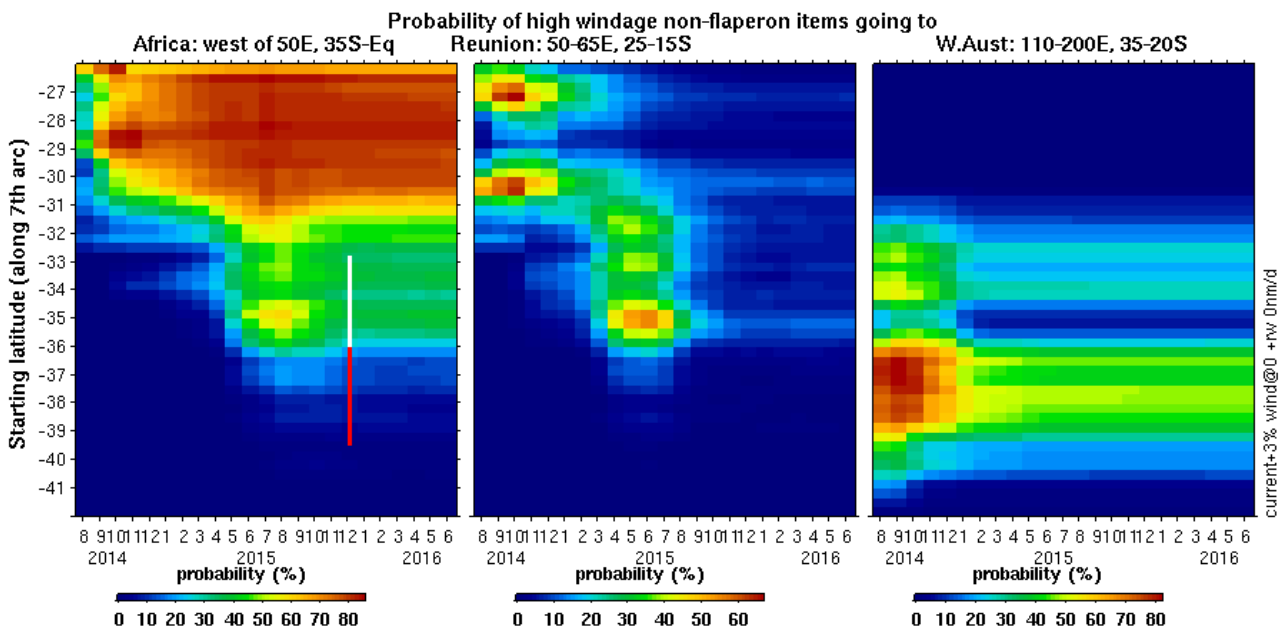 Probability of high windage non-flaperon items going to
Africa: west of 50E, 35S-Eq Reunion: 50-65E, 25-15S W.Aust: 110-200E, 35-20S
Starting latitude (along 7th arc)
-27
-28
-29
-30
-31
-32
-33
-34
-35
-36
-37
-38
-39
-40
-41
8 9 10 11 12 1 2 3 4 5 6 7 8 9 10 11 12 1 2 3 4 5 6
2014 2015 2016
probability (%)
0 10 20 30 40 50 60 70 80
8 9 10 11 12 1 2 3 4 5 6 7 8 9 10 11 12 1 2 3 4 5 6
2014 2015 2016
probability (%)
0 10 20 30 40 50 60
8 9 10 11 12 1 2 3 4 5 6 7 8 9 10 11 12 1 2 3 4 5 6
2014 2015 2016
probability (%)
0 10 20 30 40 50 60 70 80
current+3% wind@0 +rw 0nm/d